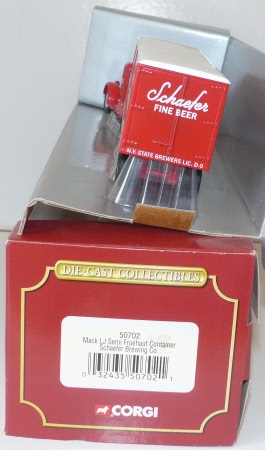 Schaefer
FINE BEER
N.Y. STATE BREWERS LIC. D-9
DIE-CAST COLLECTIBLES
50702
Mack LJ Semi Fruehauf Container
Schaefer Brewing Co.
0 32435 50702 1
CORGI